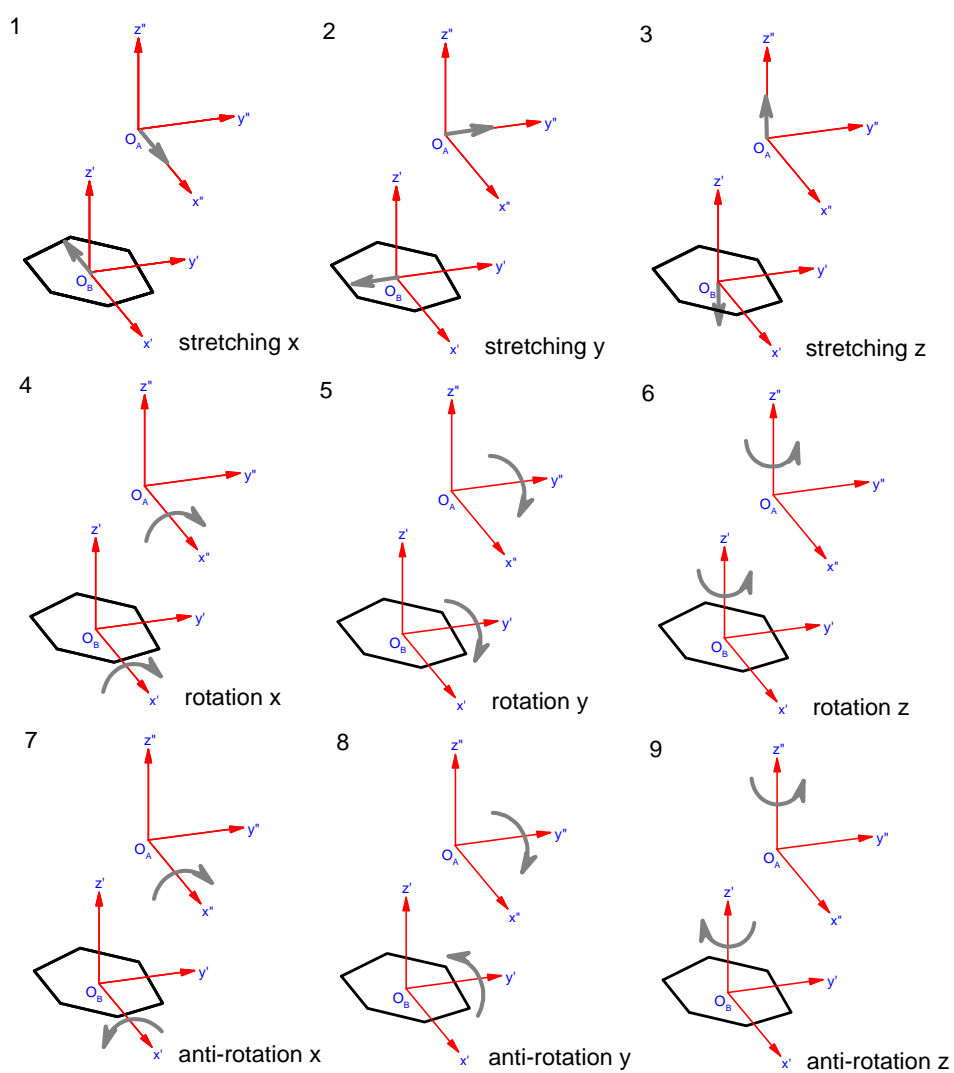 1
z"
y"
O_A
x"
z'
y'
O_B
x'
stretching x
2
z"
y"
O_A
x"
z'
y'
O_B
x'
stretching y
3
z"
y"
O_A
x"
z'
y'
O_B
x'
stretching z
4
z"
y"
O_A
x"
z'
y'
O_B
x'
rotation x
5
z"
y"
O_A
x"
z'
y'
O_B
x'
rotation y
6
z"
y"
O_A
x"
z'
y'
O_B
x'
rotation z
7
z"
y"
O_A
x"
z'
y'
O_B
x'
anti-rotation x
8
z"
y"
O_A
x"
z'
y'
O_B
x'
anti-rotation y
9
z"
y"
O_A
x"
z'
y'
O_B
x'
anti-rotation z